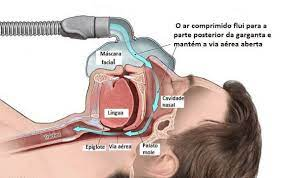 O ar comprimido flui para a
parte posterior da garganta e
mantém a via aérea aberta
Máscara
facial
Cavidade
nasal
Língua
Traqueia
Epiglote
Via aérea
Palato
mole